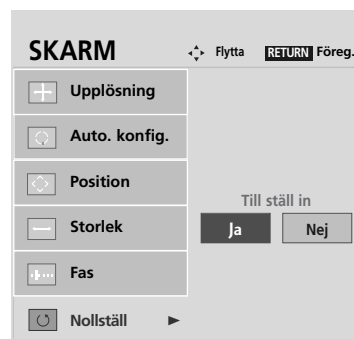 SKARM
Flytta RETURN Föreg.
Upplösning
Auto. konfig.
Position
Storlek
Fas
Nollställ
Till ställ in
Ja Nej